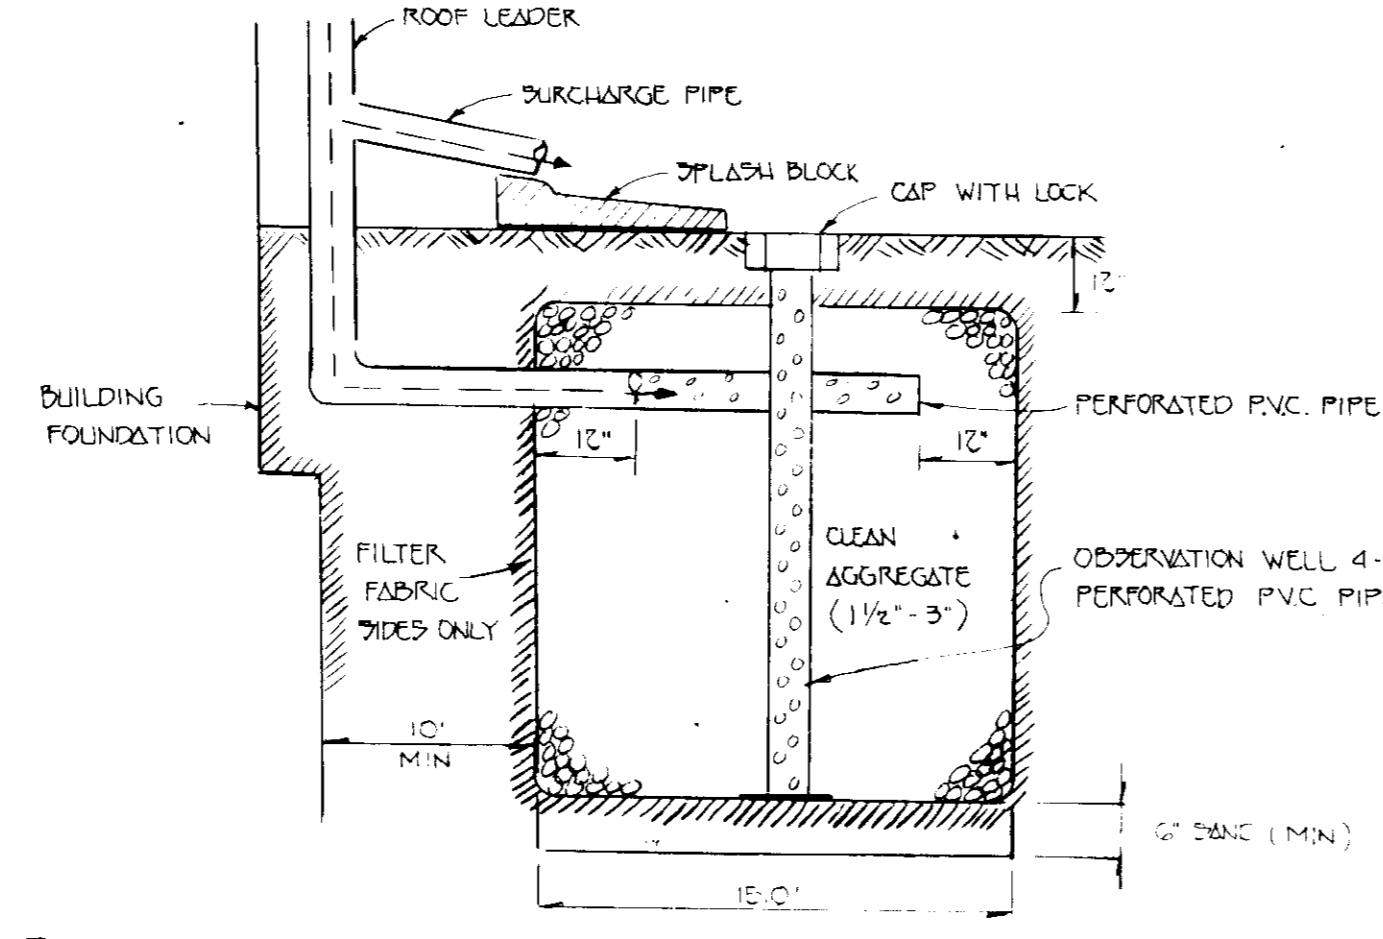 ROOF LEADER
SURCHARGE PIPE
SPLASH BLOCK
CAP WITH LOCK
12"
BUILDING
FOUNDATION
PERFORATED P.V.C. PIPE
12"
12"
FILTER
FABRIC
SIDES ONLY
CLEAN
AGGREGATE
(1½"-3")
OBSERVATION WELL 4-
PERFORATED PVC PIP
10'
MIN
6" SAND (MIN)
15.0'